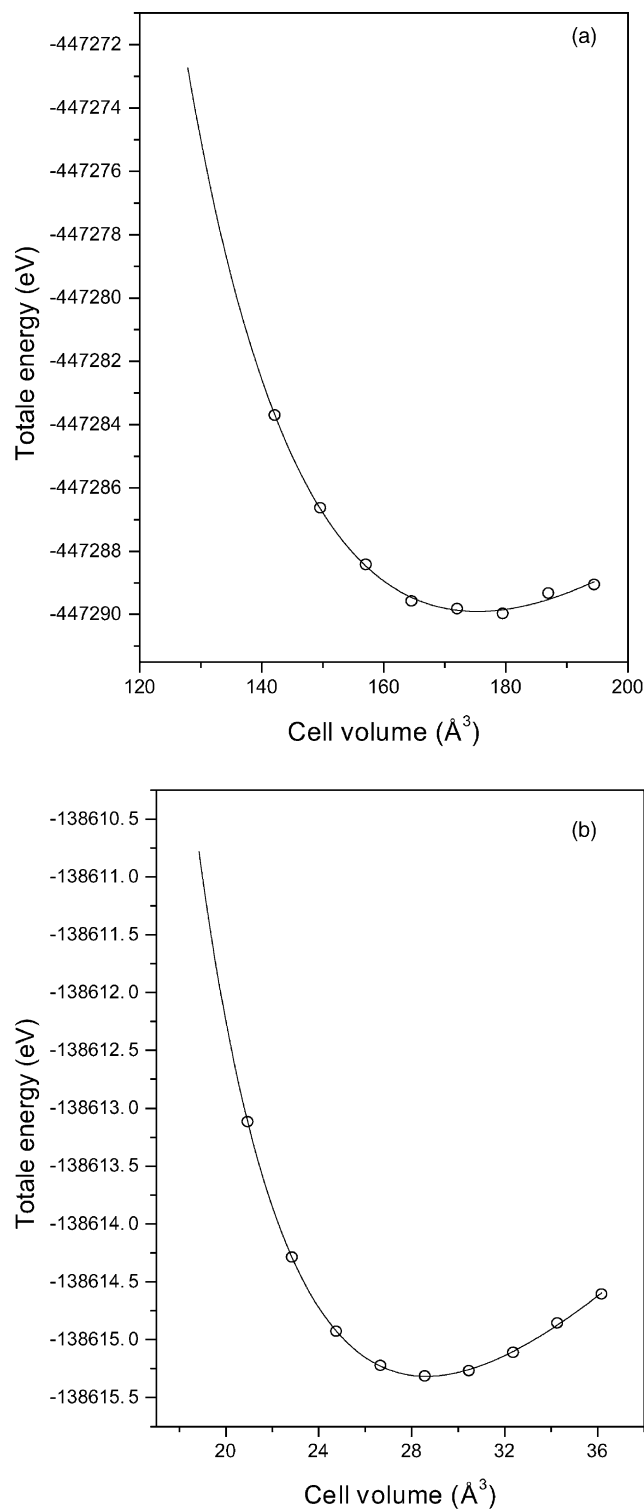 (a)
-447272
-447274
-447276
-447278
-447280
-447282
-447284
-447286
-447288
-447290
Totale energy (eV)
120 140 160 180 200
Cell volume (Å³)
(b)
-138610.5
-138611.0
-138611.5
-138612.0
-138612.5
-138613.0
-138613.5
-138614.0
-138614.5
-138615.0
-138615.5
Totale energy (eV)
20 24 28 32 36
Cell volume (Å³)